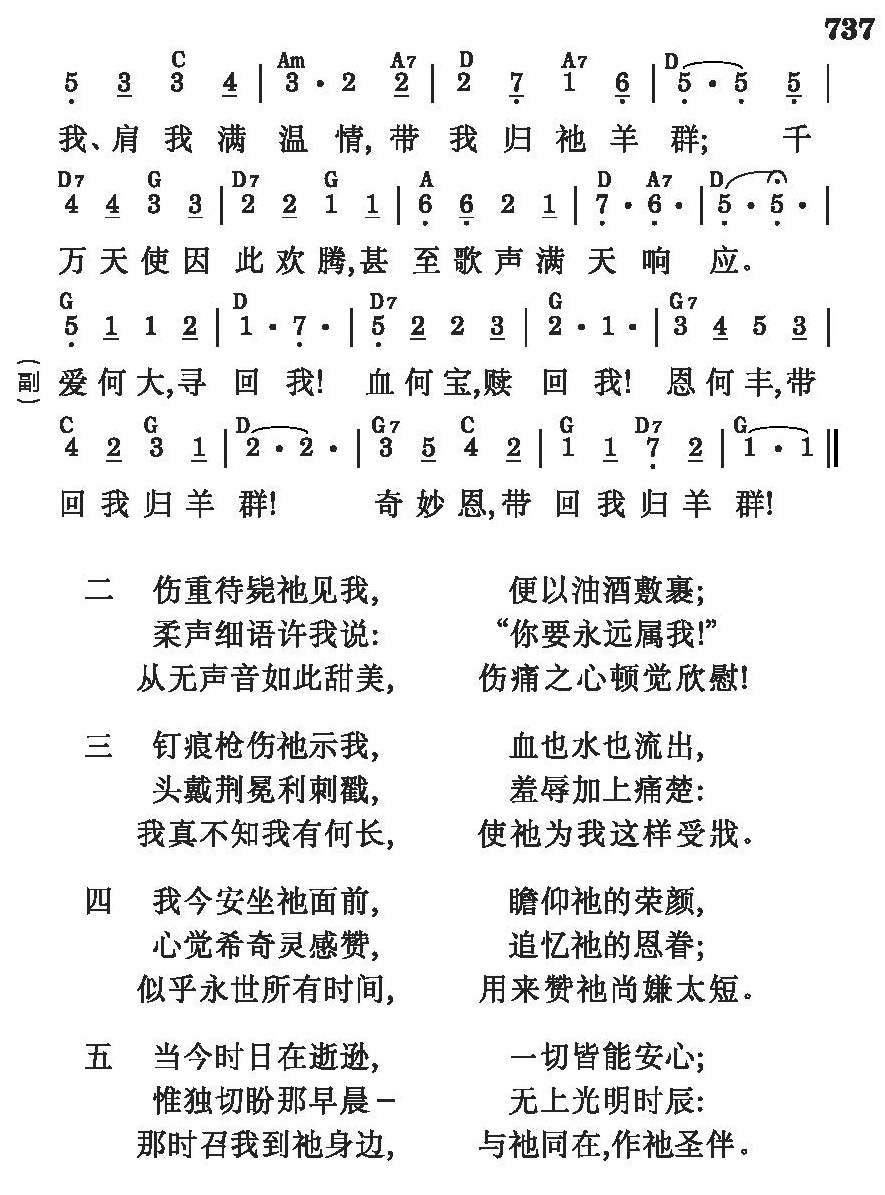 737
C Am A7 D A7 D
5 3 3 4 | 3 · 2 2 | 2 7 1 6 | 5 · 5 5 |
我、肩我满温情,带我归祂羊群;千
D7 G D7 G A D A7 D
4 4 3 3 | 2 2 1 1 | 6 6 2 1 | 7 · 6 · | 5 · 5 · |
万天使因此欢腾,甚至歌声满天响应。
G D D7 G G7
5 1 1 2 | 1 · 7 · | 5 2 2 3 | 2 · 1 · | 3 4 5 3 |
(副) 爱何大,寻回我!血何宝,赎回我!恩何丰,带
C G D G7 C G D7 G
4 2 3 1 | 2 · 2 · | 3 5 4 2 | 1 1 7 2 | 1 · 1 ‖
回我归羊群!奇妙恩,带回我归羊群!
二 伤重待毙祂见我, 便以油酒敷裹;
柔声细语许我说: “你要永远属我!”
从无声音如此甜美, 伤痛之心顿觉欣慰!
三 钉痕枪伤祂示我, 血也水也流出,
头戴荆冕利刺戳, 羞辱加上痛楚:
我真不知我有何长, 使祂为我这样受戕。
四 我今安坐祂面前, 瞻仰祂的荣颜,
心觉希奇灵感赞, 追忆祂的恩眷;
似乎永世所有时间, 用来赞祂尚嫌太短。
五 当今时日在逝逊, 一切皆能安心;
惟独切盼那早晨– 无上光明时辰:
那时召我到祂身边, 与祂同在,作祂圣伴。